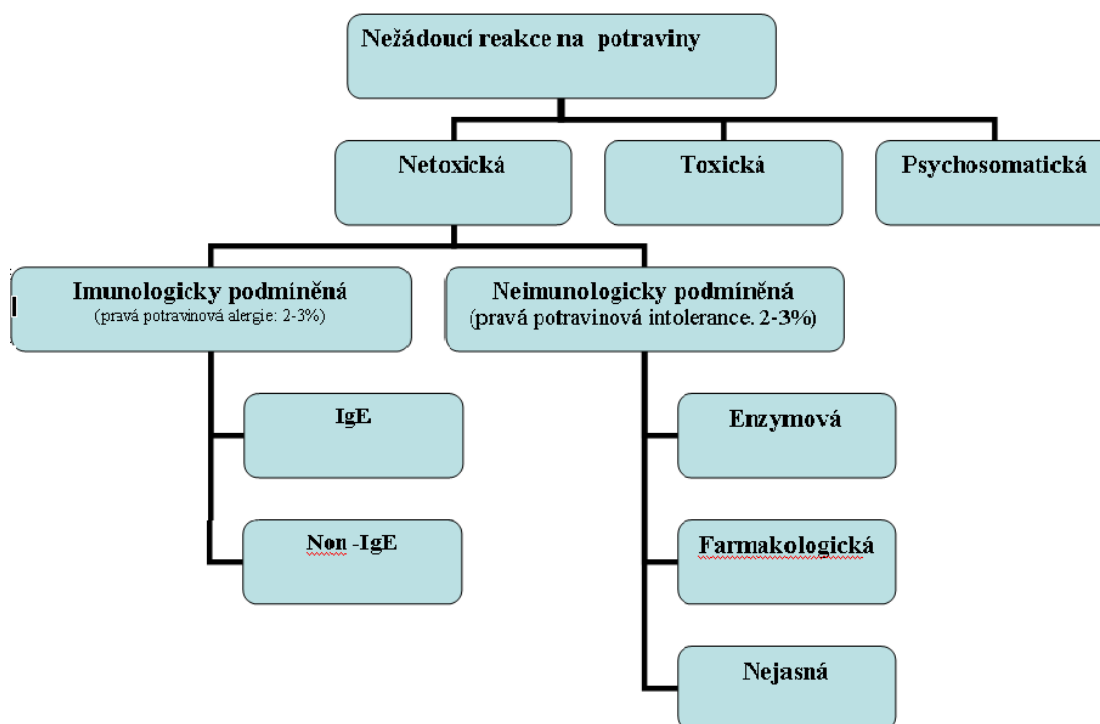 Nežádoucí reakce na potraviny
Netoxická
Toxická
Psychosomatická
Imunologicky podmíněná
(pravá potravinová alergie: 2-3%)
Neimunologicky podmíněná
(pravá potravinová intolerance. 2-3%)
IgE
Enzymová
Non -IgE
Farmakologická
Nejasná